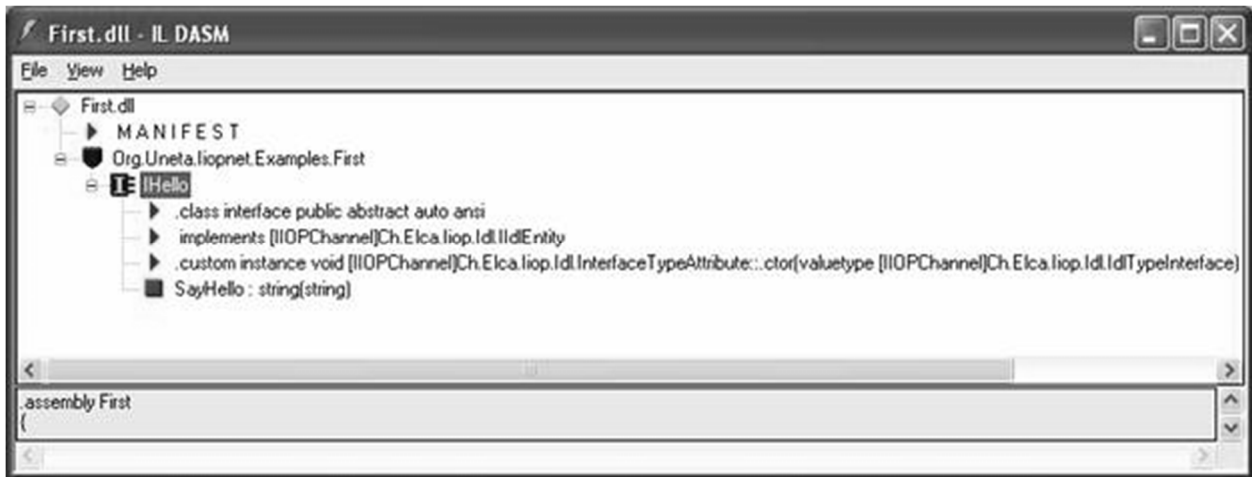 First.dll - IL DASM
File View Help
First.dll
MANIFEST
Org.Uneta.Iiopnet.Examples.First
IHello
.class interface public abstract auto ansi
implements [IIOPChannel]Ch.Elca.Iiop.Idl.IIdlEntity
.custom instance void [IIOPChannel]Ch.Elca.Iiop.Idl.InterfaceTypeAttribute::.ctor(valuetype [IIOPChannel]Ch.Elca.Iiop.Idl.IdlTypeInterface)
SayHello : string(string)
.assembly First
{